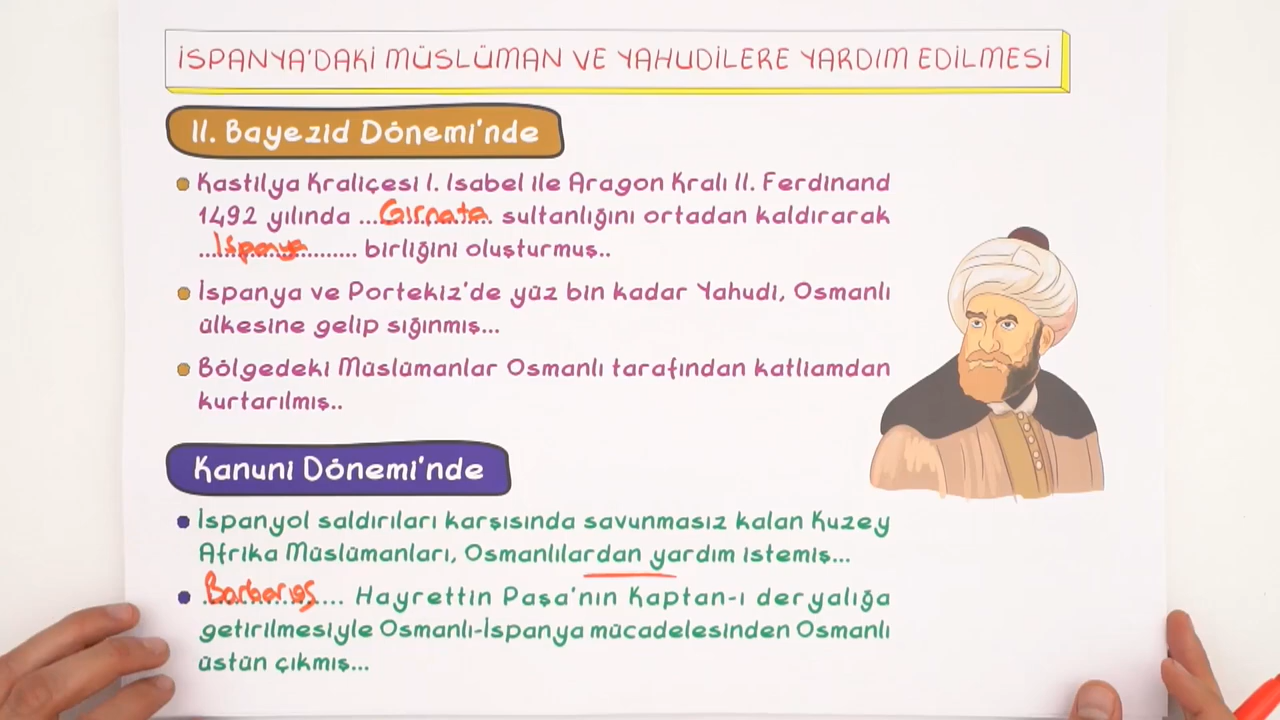 İSPANYA'DAKİ MÜSLÜMAN VE YAHUDİLERE YARDIM EDİLMESİ
II. Bayezid Dönemi'nde
Kastilya Kraliçesi I. Isabel ile Aragon Kralı II. Ferdinand
1492 yılında ...Gırnata... sultanlığını ortadan kaldırarak
...İspanya... birliğini oluşturmuş..
İspanya ve Portekiz'de yüz bin kadar Yahudi, Osmanlı
ülkesine gelip sığınmış...
Bölgedeki Müslümanlar Osmanlı tarafından katliamdan
kurtarılmış..
Kanuni Dönemi'nde
İspanyol saldırıları karşısında savunmasız kalan Kuzey
Afrika Müslümanları, Osmanlılardan yardım istemiş...
...Barbaros... Hayrettin Paşa'nın Kaptan-ı deryalığa
getirilmesiyle Osmanlı-İspanya mücadelesinden Osmanlı
üstün çıkmış...